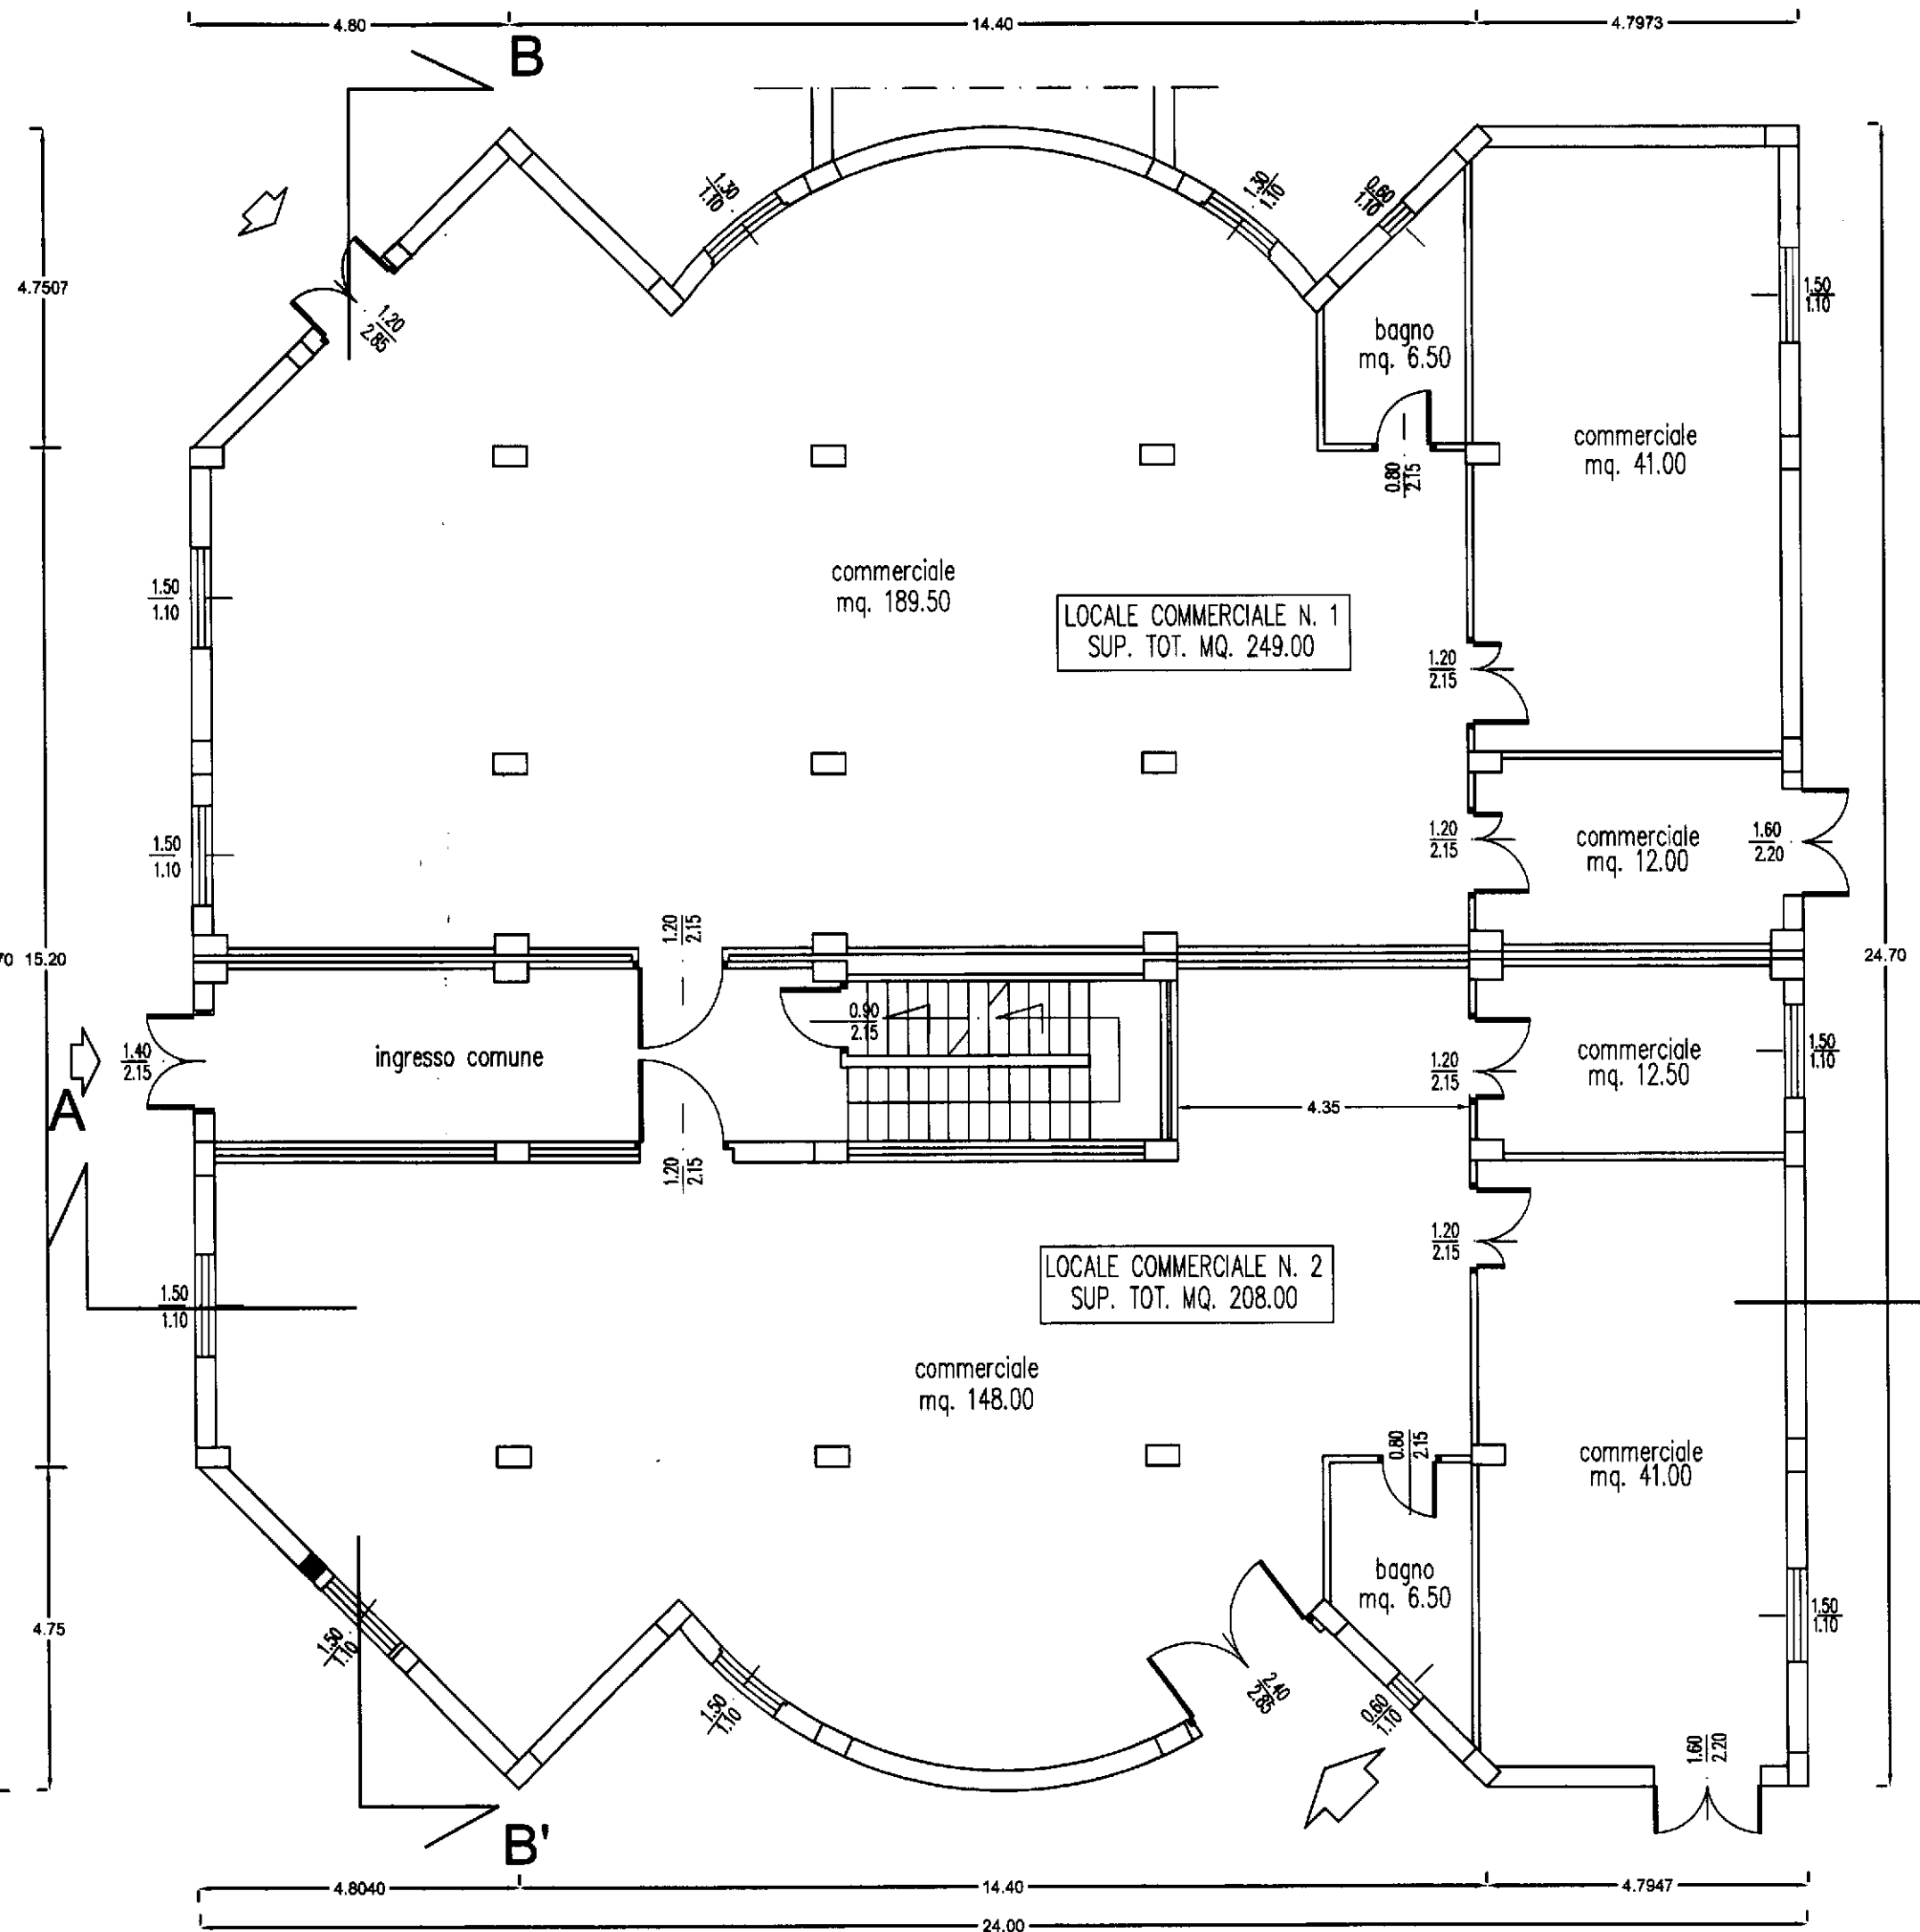 4.80 14.40 4.7973
B
4.7507
1.30
1.10
1.30
1.10
0.60
1.10
1.20
2.85
1.50
1.10
bagno
mq. 6.50
commerciale
mq. 41.00
0.80
2.15
commerciale
mq. 189.50
1.50
1.10
LOCALE COMMERCIALE N. 1
SUP. TOT. MQ. 249.00
1.20
2.15
1.50
1.10
1.20
2.15
commerciale
mq. 12.00
1.60
2.20
1.20
2.15
70 15.20
24.70
0.90
2.15
1.40
2.15
ingresso comune
A
1.20
2.15
commerciale
mq. 12.50
1.50
1.10
4.35
1.20
2.15
1.20
2.15
LOCALE COMMERCIALE N. 2
SUP. TOT. MQ. 208.00
1.50
1.10
commerciale
mq. 148.00
0.80
2.15
commerciale
mq. 41.00
bagno
mq. 6.50
4.75
1.50
1.10
1.50
1.10
2.40
2.85
0.60
1.10
1.50
1.10
1.60
2.20
B'
4.8040 14.40 4.7947
24.00